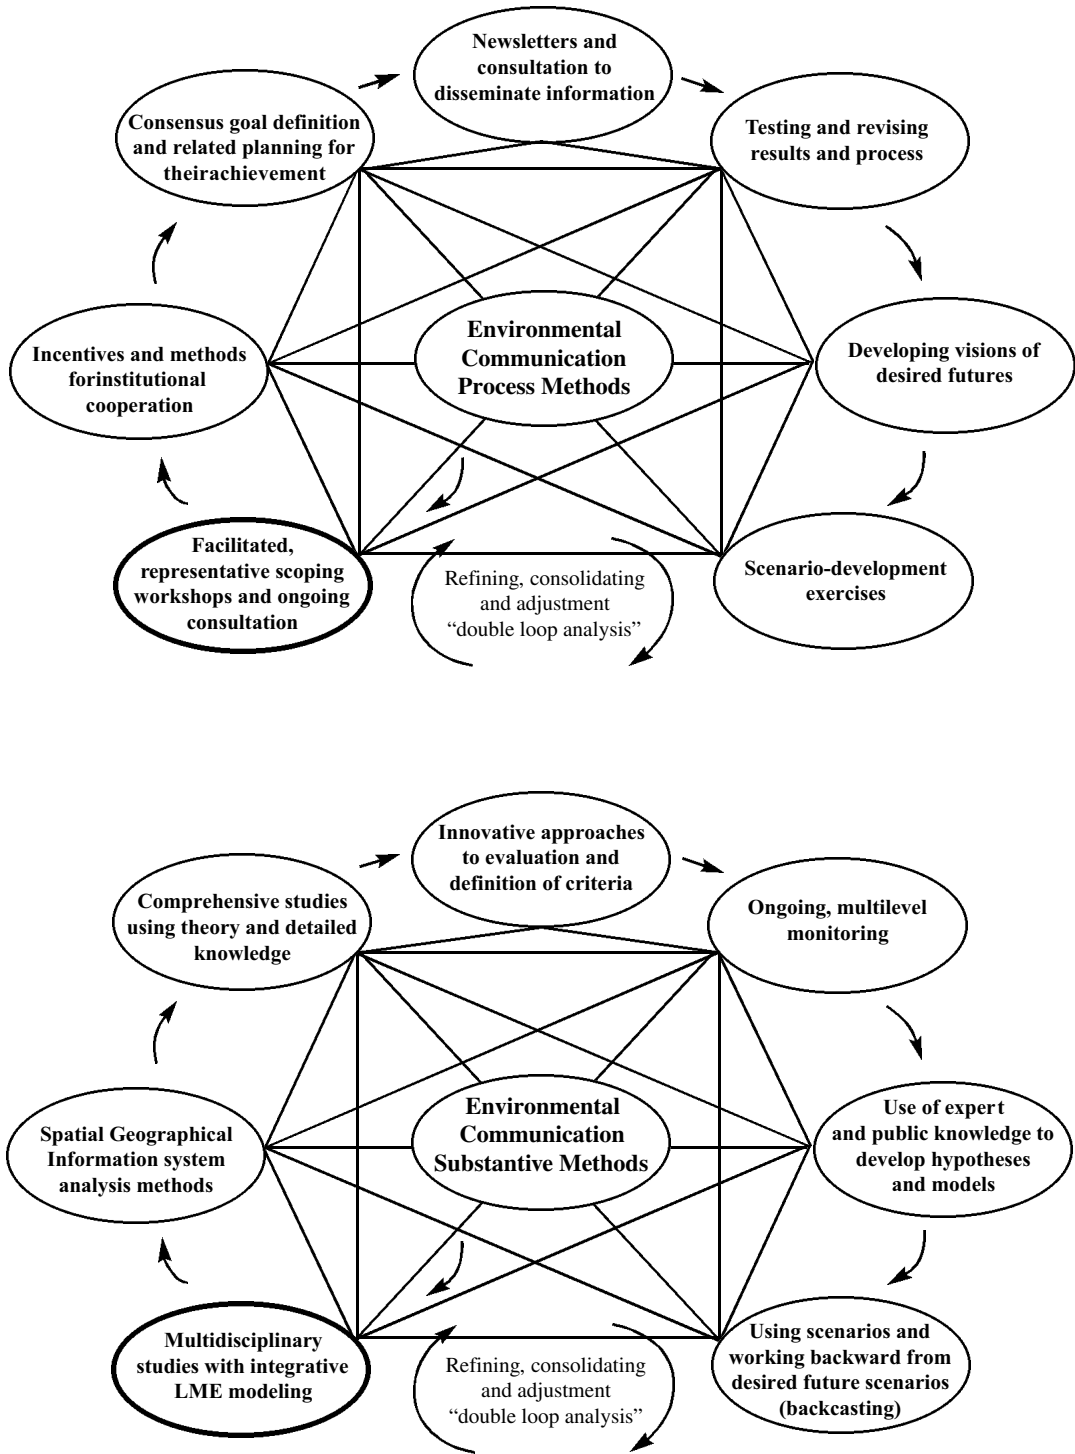 Newsletters and
consultation to
disseminate information
Consensus goal definition
and related planning for
theirachievement
Testing and revising
results and process
Incentives and methods
forinstitutional
cooperation
Environmental
Communication
Process Methods
Developing visions of
desired futures
Facilitated,
representative scoping
workshops and ongoing
consultation
Refining, consolidating
and adjustment
“double loop analysis”
Scenario-development
exercises
Innovative approaches
to evaluation and
definition of criteria
Comprehensive studies
using theory and detailed
knowledge
Ongoing, multilevel
monitoring
Spatial Geographical
Information system
analysis methods
Environmental
Communication
Substantive Methods
Use of expert
and public knowledge to
develop hypotheses
and models
Multidisciplinary
studies with integrative
LME modeling
Refining, consolidating
and adjustment
“double loop analysis”
Using scenarios and
working backward from
desired future scenarios
(backcasting)